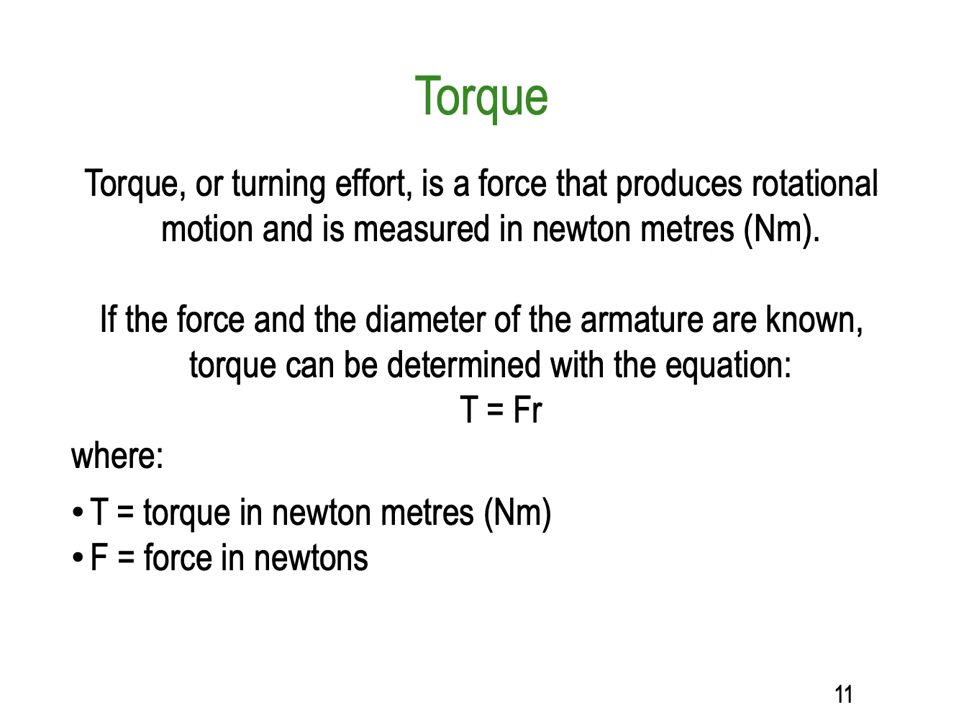 Torque
Torque, or turning effort, is a force that produces rotational
motion and is measured in newton metres (Nm).
If the force and the diameter of the armature are known,
torque can be determined with the equation:
T = Fr
where:
• T = torque in newton metres (Nm)
• F = force in newtons
11